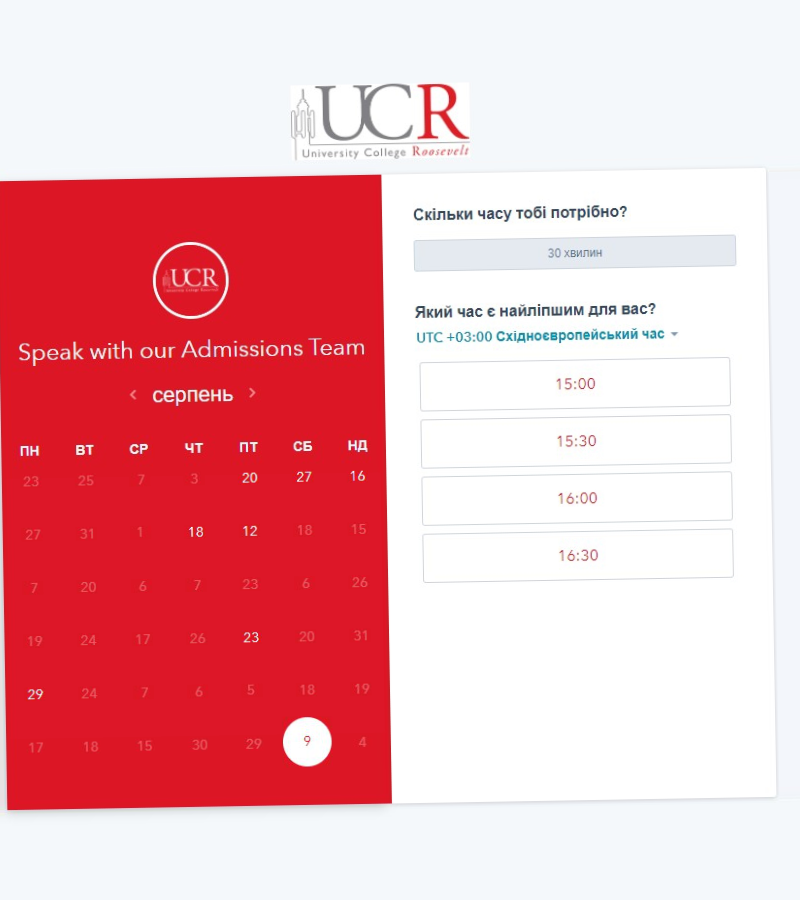 UCR
University College Roosevelt
UCR
Speak with our Admissions Team
серпень
ПН ВТ СР ЧТ ПТ СБ НД
23 25 7 3 20 27 16
27 31 1 18 12 18 15
7 20 6 7 23 6 26
19 24 17 26 23 20 31
29 24 7 6 5 18 19
17 18 15 30 29 9 4
Скільки часу тобі потрібно?
30 хвилин
Який час є найліпшим для вас?
UTC +03:00 Східноєвропейський час
15:00
15:30
16:00
16:30